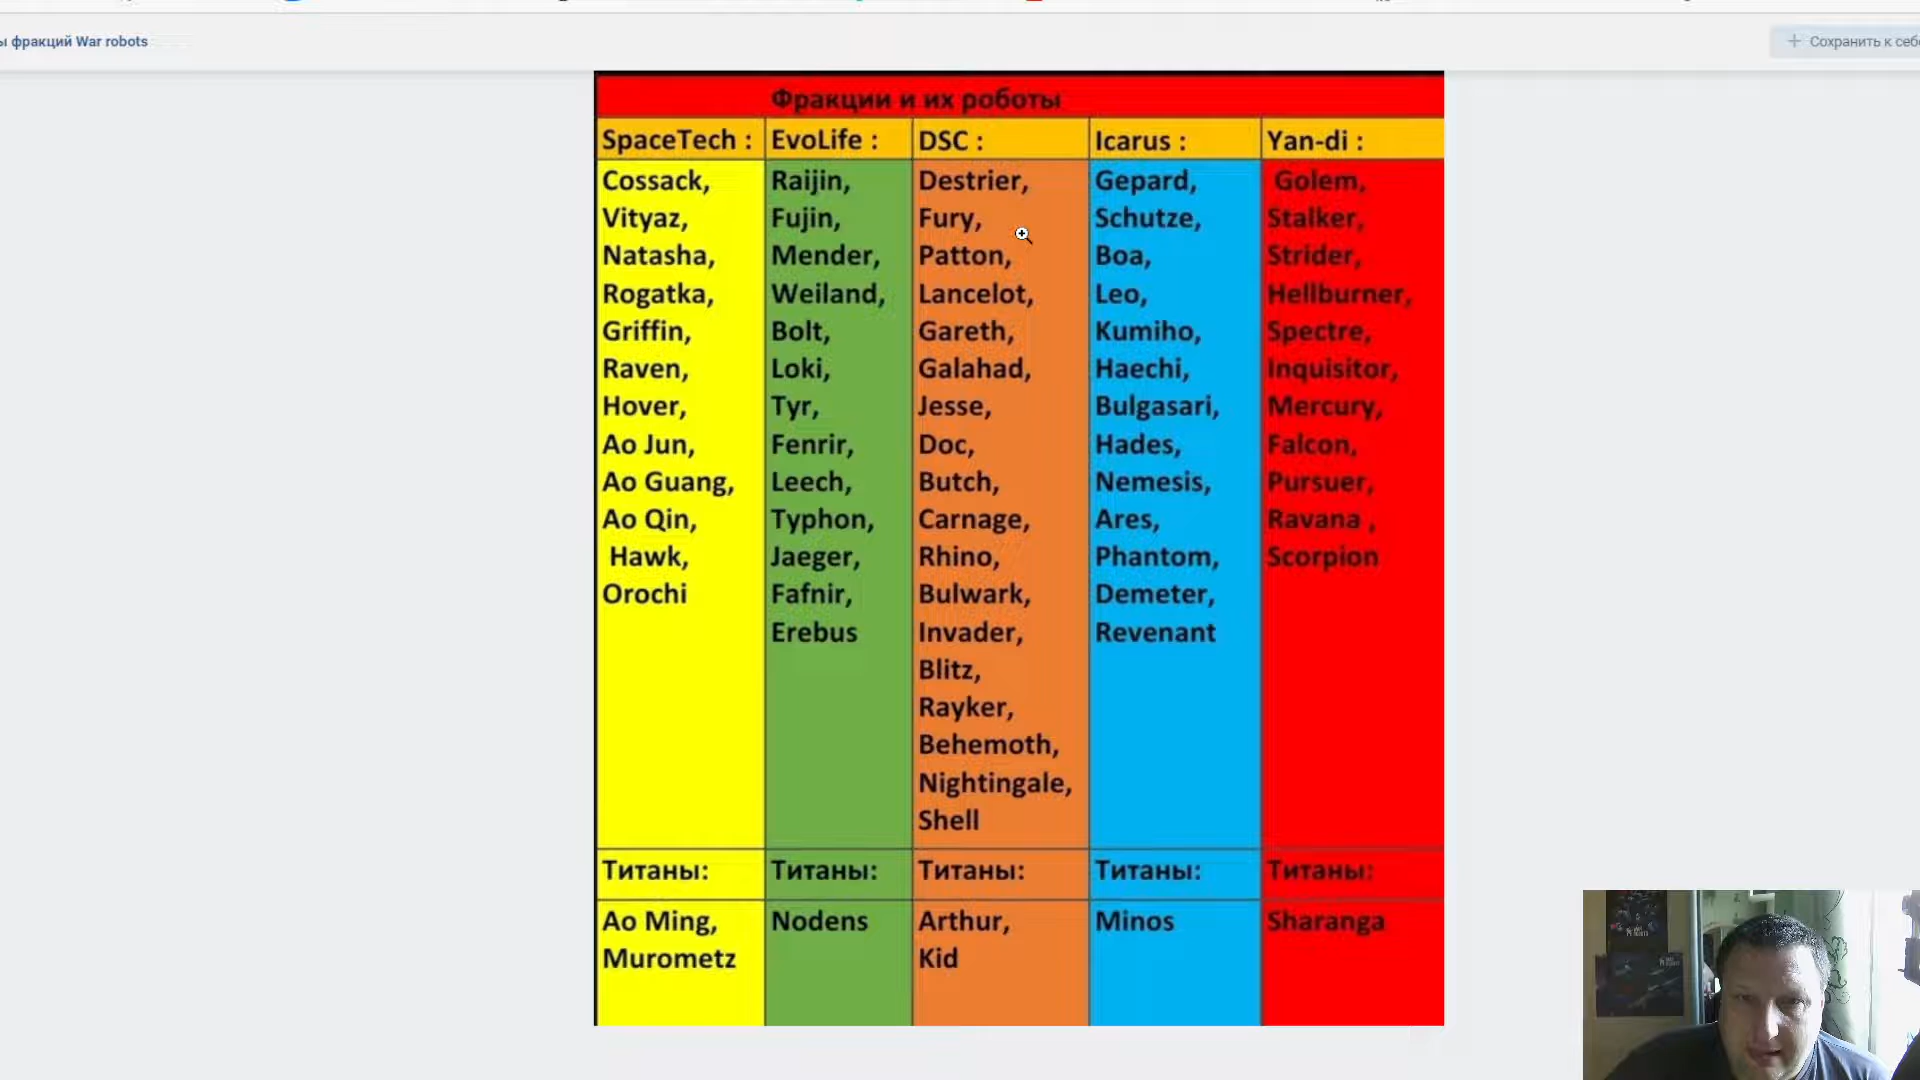 ы фракций War robots
Сохранить к себе
Фракции и их роботы
SpaceTech :
Cossack,
Vityaz,
Natasha,
Rogatka,
Griffin,
Raven,
Hover,
Ao Jun,
Ao Guang,
Ao Qin,
Hawk,
Orochi
Титаны:
Ao Ming,
Murometz
EvoLife :
Raijin,
Fujin,
Mender,
Weiland,
Bolt,
Loki,
Tyr,
Fenrir,
Leech,
Typhon,
Jaeger,
Fafnir,
Erebus
Титаны:
Nodens
DSC :
Destrier,
Fury,
Patton,
Lancelot,
Gareth,
Galahad,
Jesse,
Doc,
Butch,
Carnage,
Rhino,
Bulwark,
Invader,
Blitz,
Rayker,
Behemoth,
Nightingale,
Shell
Титаны:
Arthur,
Kid
Icarus :
Gepard,
Schutze,
Boa,
Leo,
Kumiho,
Haechi,
Bulgasari,
Hades,
Nemesis,
Ares,
Phantom,
Demeter,
Revenant
Титаны:
Minos
Yan-di :
Golem,
Stalker,
Strider,
Hellburner,
Spectre,
Inquisitor,
Mercury,
Falcon,
Pursuer,
Ravana ,
Scorpion
Титаны:
Sharanga